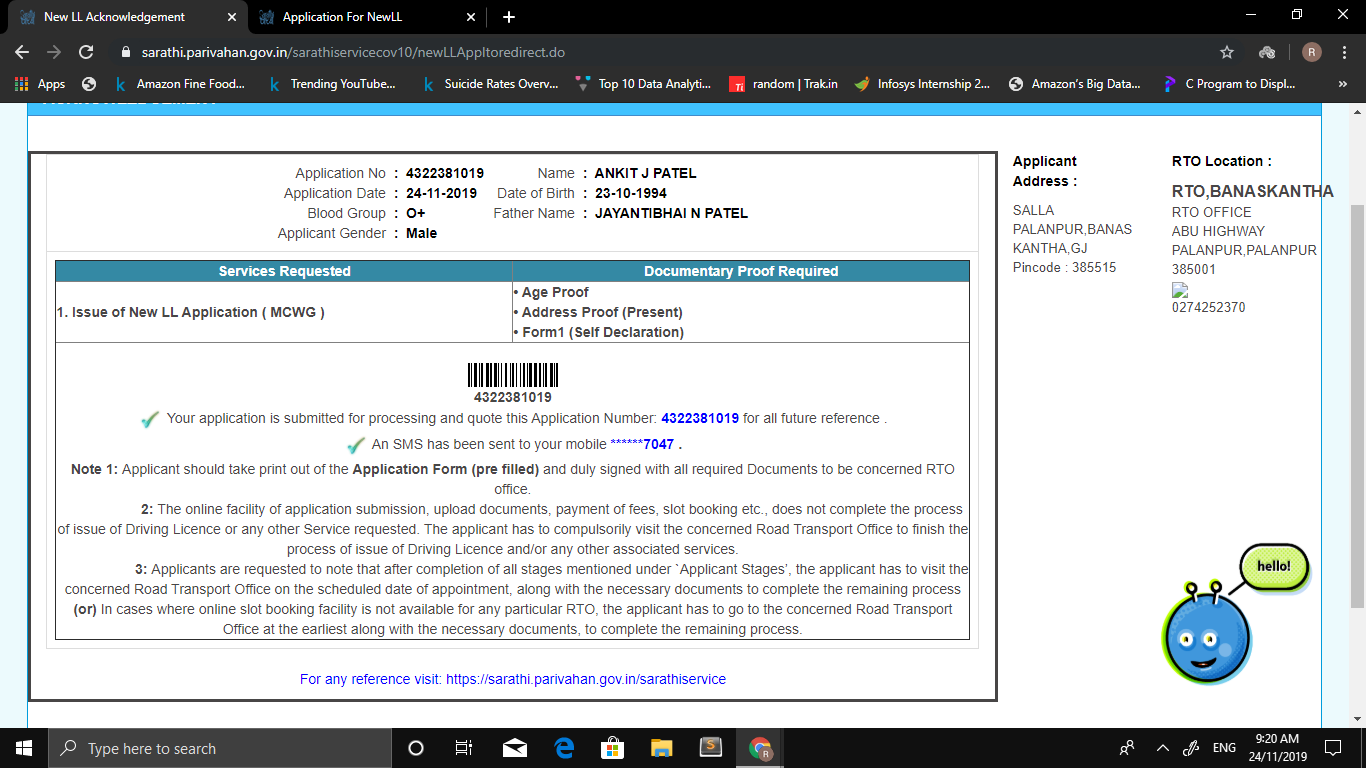 New LL Acknowledgement
Application For NewLL
sarathi.parivahan.gov.in/sarathiservicecov10/newLLAppltoredirect.do
R
Apps
Amazon Fine Food...
Trending YouTube...
Suicide Rates Overv...
Top 10 Data Analyti...
random | Trak.in
Infosys Internship 2...
Amazon's Big Data...
C Program to Displ...
»
Application No : 4322381019 Name : ANKIT J PATEL
Application Date : 24-11-2019 Date of Birth : 23-10-1994
Blood Group : O+ Father Name : JAYANTIBHAI N PATEL
Applicant Gender : Male
Services Requested Documentary Proof Required
1. Issue of New LL Application ( MCWG )
• Age Proof
• Address Proof (Present)
• Form1 (Self Declaration)
4322381019
Your application is submitted for processing and quote this Application Number: 4322381019 for all future reference .
An SMS has been sent to your mobile ******7047 .
Note 1: Applicant should take print out of the Application Form (pre filled) and duly signed with all required Documents to be concerned RTO
office.
2: The online facility of application submission, upload documents, payment of fees, slot booking etc., does not complete the process
of issue of Driving Licence or any other Service requested. The applicant has to compulsorily visit the concerned Road Transport Office to finish the
process of issue of Driving Licence and/or any other associated services.
3: Applicants are requested to note that after completion of all stages mentioned under `Applicant Stages', the applicant has to visit the
concerned Road Transport Office on the scheduled date of appointment, along with the necessary documents to complete the remaining process
(or) In cases where online slot booking facility is not available for any particular RTO, the applicant has to go to the concerned Road Transport
Office at the earliest along with the necessary documents, to complete the remaining process.
For any reference visit: https://sarathi.parivahan.gov.in/sarathiservice
Applicant
Address :
SALLA
PALANPUR,BANAS
KANTHA,GJ
Pincode : 385515
RTO Location :
RTO,BANASKANTHA
RTO OFFICE
ABU HIGHWAY
PALANPUR,PALANPUR
385001
0274252370
hello!
Type here to search
S
R
ENG
9:20 AM
24/11/2019